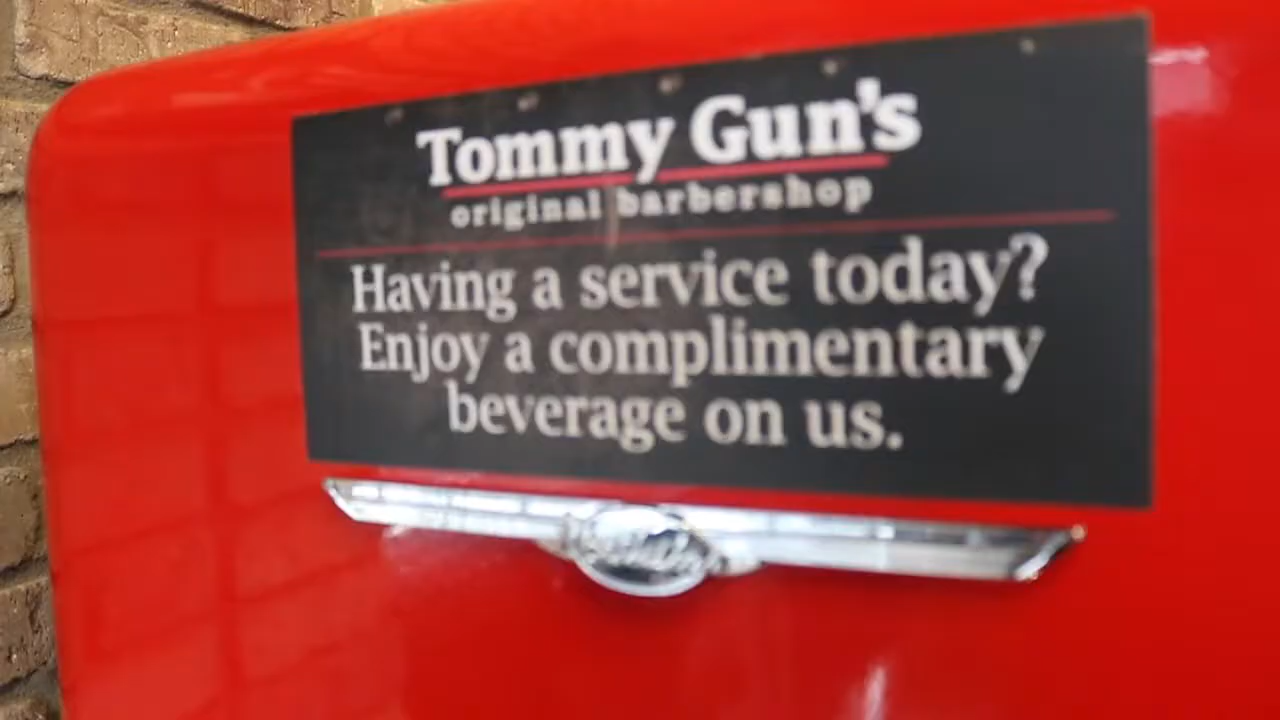 Tommy Gun's
original barbershop
Having a service today?
Enjoy a complimentary
beverage on us.